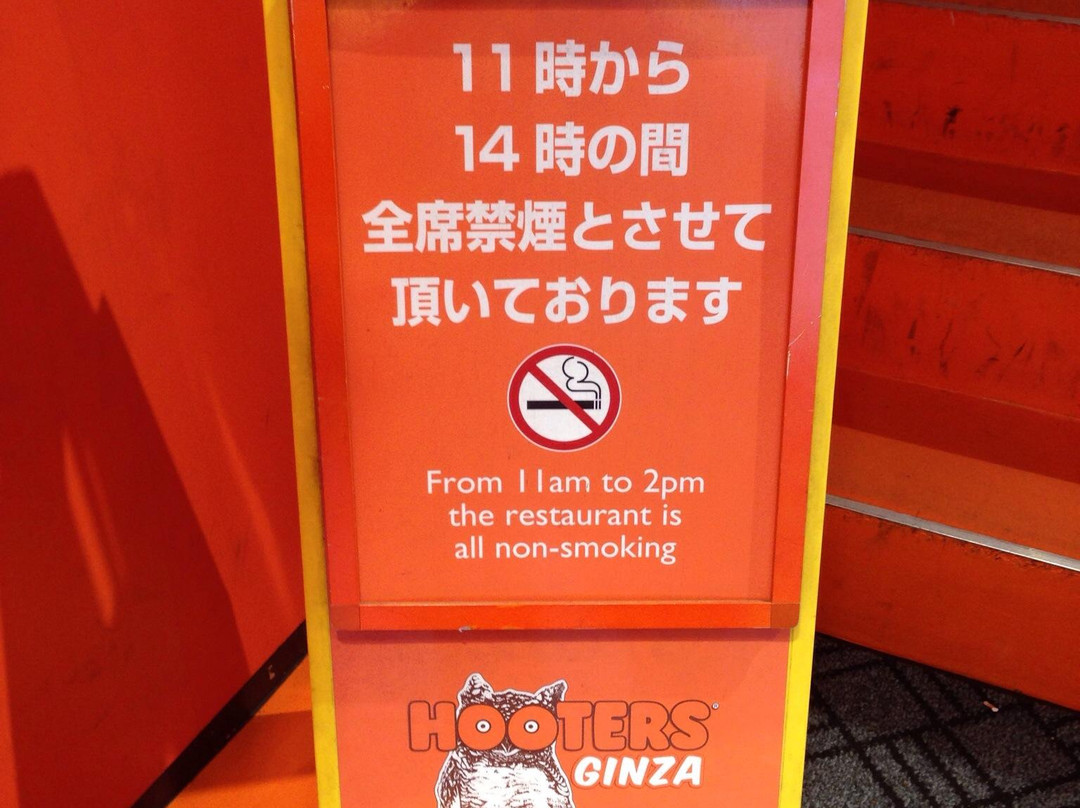 11時から
14時の間
全席禁煙とさせて
頂いております
From 11am to 2pm
the restaurant is
all non-smoking
HOOTERS®
GINZA